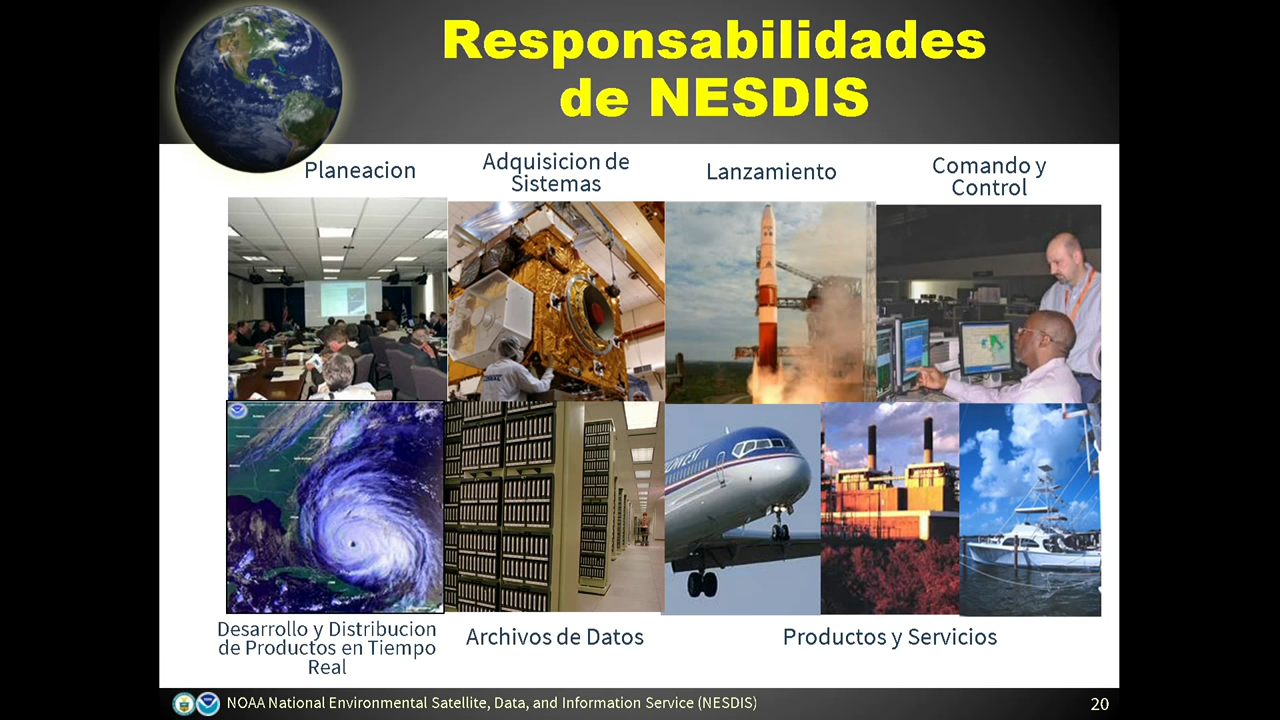 Responsabilidades
de NESDIS
Planeacion
Adquisicion de
Sistemas
Lanzamiento
Comando y
Control
Desarrollo y Distribucion
de Productos en Tiempo
Real
Archivos de Datos
Productos y Servicios
NOAA National Environmental Satellite, Data, and Information Service (NESDIS)
20